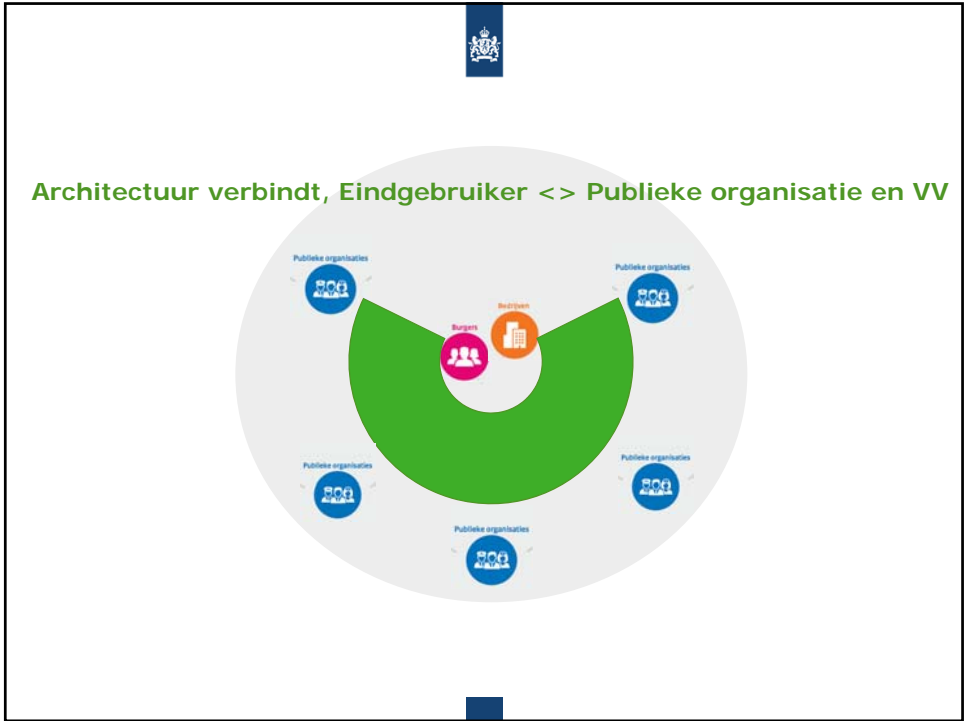 Architectuur verbindt, Eindgebruiker <> Publieke organisatie en VV
Publieke organisaties
Publieke organisaties
Bedrijven
Burgers
Publieke organisaties
Publieke organisaties
Publieke organisaties